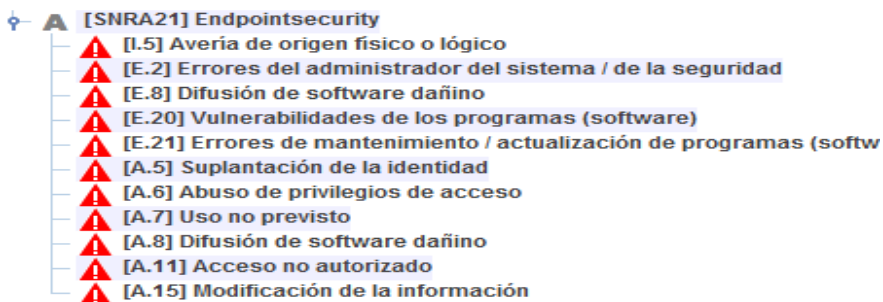 [SNRA21] Endpointsecurity
[I.5] Avería de origen físico o lógico
[E.2] Errores del administrador del sistema / de la seguridad
[E.8] Difusión de software dañino
[E.20] Vulnerabilidades de los programas (software)
[E.21] Errores de mantenimiento / actualización de programas (softw
[A.5] Suplantación de la identidad
[A.6] Abuso de privilegios de acceso
[A.7] Uso no previsto
[A.8] Difusión de software dañino
[A.11] Acceso no autorizado
[A.15] Modificación de la información